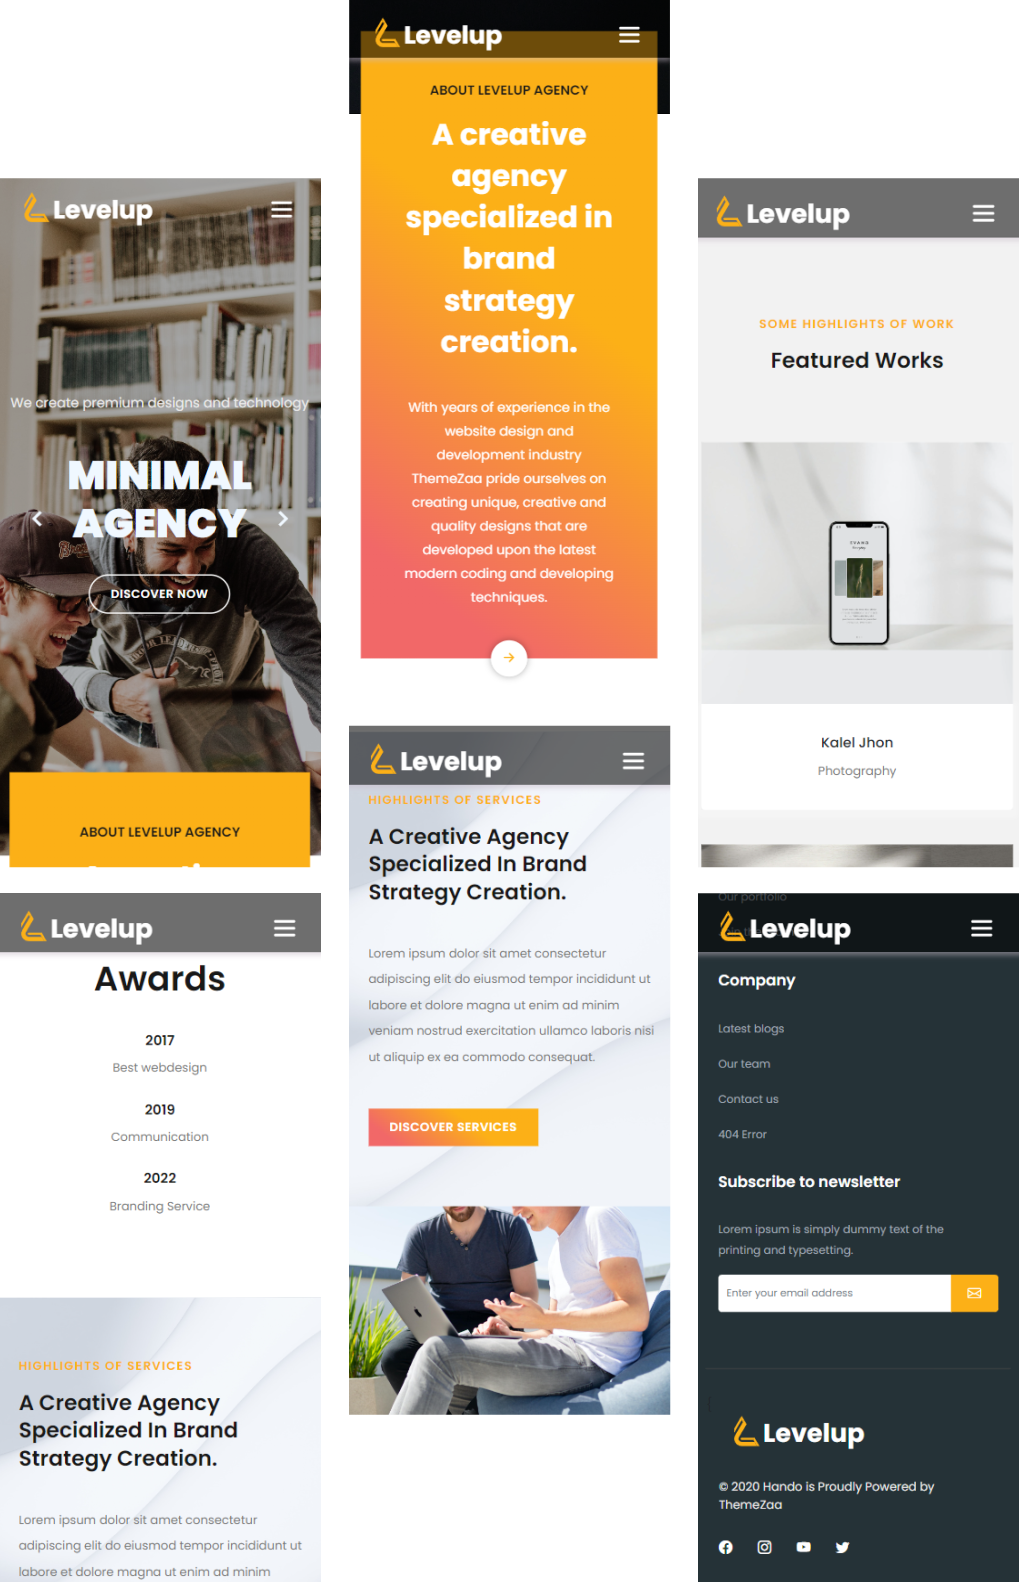 Levelup
We create premium designs and technology
MINIMAL
AGENCY
DISCOVER NOW
ABOUT LEVELUP AGENCY
Levelup
Awards
2017
Best webdesign
2019
Communication
2022
Branding Service
HIGHLIGHTS OF SERVICES
A Creative Agency
Specialized In Brand
Strategy Creation.
Lorem ipsum dolor sit amet consectetur
adipiscing elit do eiusmod tempor incididunt ut
labore et dolore magna ut enim ad minim
Levelup
ABOUT LEVELUP AGENCY
A creative
agency
specialized in
brand
strategy
creation.
With years of experience in the
website design and
development industry
ThemeZaa pride ourselves on
creating unique, creative and
quality designs that are
developed upon the latest
modern coding and developing
techniques.
Levelup
HIGHLIGHTS OF SERVICES
A Creative Agency
Specialized In Brand
Strategy Creation.
Lorem ipsum dolor sit amet consectetur
adipiscing elit do eiusmod tempor incididunt ut
labore et dolore magna ut enim ad minim
veniam nostrud exercitation ullamco laboris nisi
ut aliquip ex ea commodo consequat.
DISCOVER SERVICES
Levelup
SOME HIGHLIGHTS OF WORK
Featured Works
Kalel Jhon
Photography
Our portfolio
Levelup
Company
Latest blogs
Our team
Contact us
404 Error
Subscribe to newsletter
Lorem ipsum is simply dummy text of the
printing and typesetting.
Enter your email address
Levelup
© 2020 Hando is Proudly Powered by
ThemeZaa